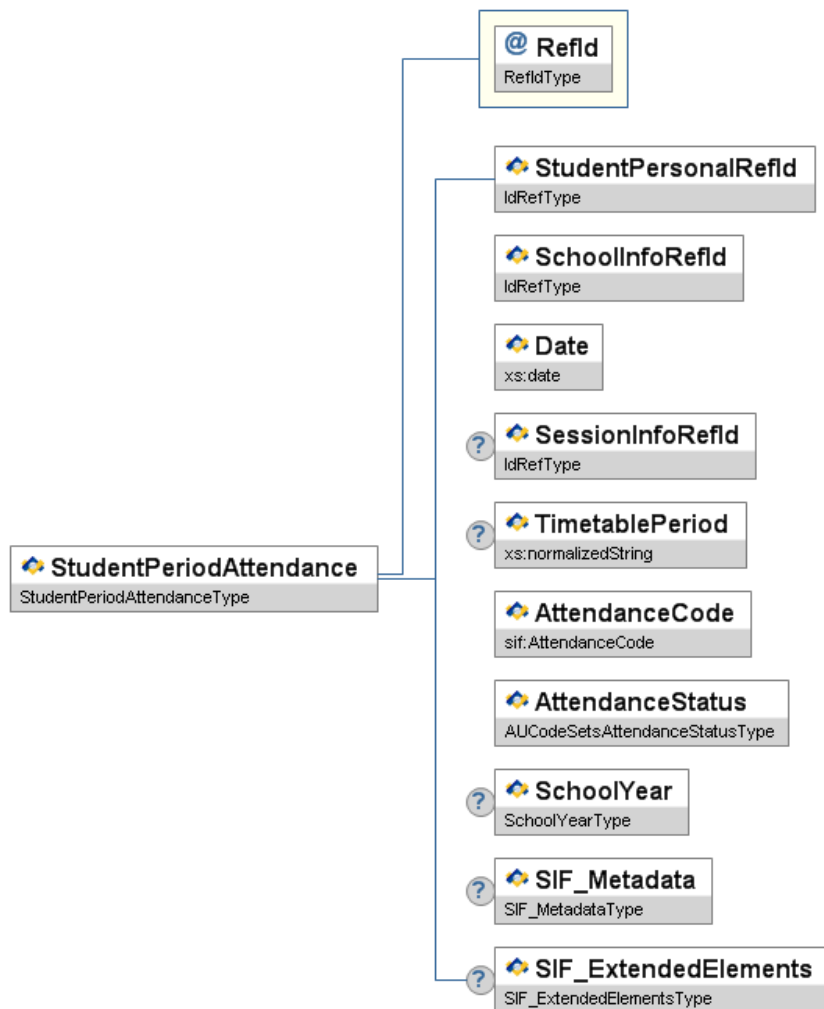 @ RefId
RefIdType
StudentPersonalRefId
IdRefType
SchoolInfoRefId
IdRefType
Date
xs:date
? SessionInfoRefId
IdRefType
? TimetablePeriod
xs:normalizedString
StudentPeriodAttendance
StudentPeriodAttendanceType
AttendanceCode
sif:AttendanceCode
AttendanceStatus
AUCodeSetsAttendanceStatusType
? SchoolYear
SchoolYearType
? SIF_Metadata
SIF_MetadataType
? SIF_ExtendedElements
SIF_ExtendedElementsType